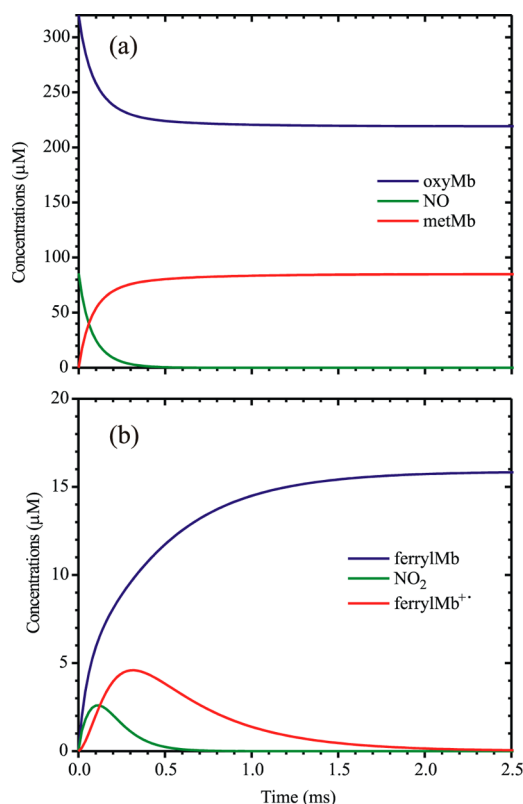 (a)
Concentrations (µM)
300
250
200
150
100
50
0
oxyMb
NO
metMb
(b)
Concentrations (µM)
20
15
10
5
0
ferrylMb
NO₂
ferrylMb⁺·
0.0 0.5 1.0 1.5 2.0 2.5
Time (ms)